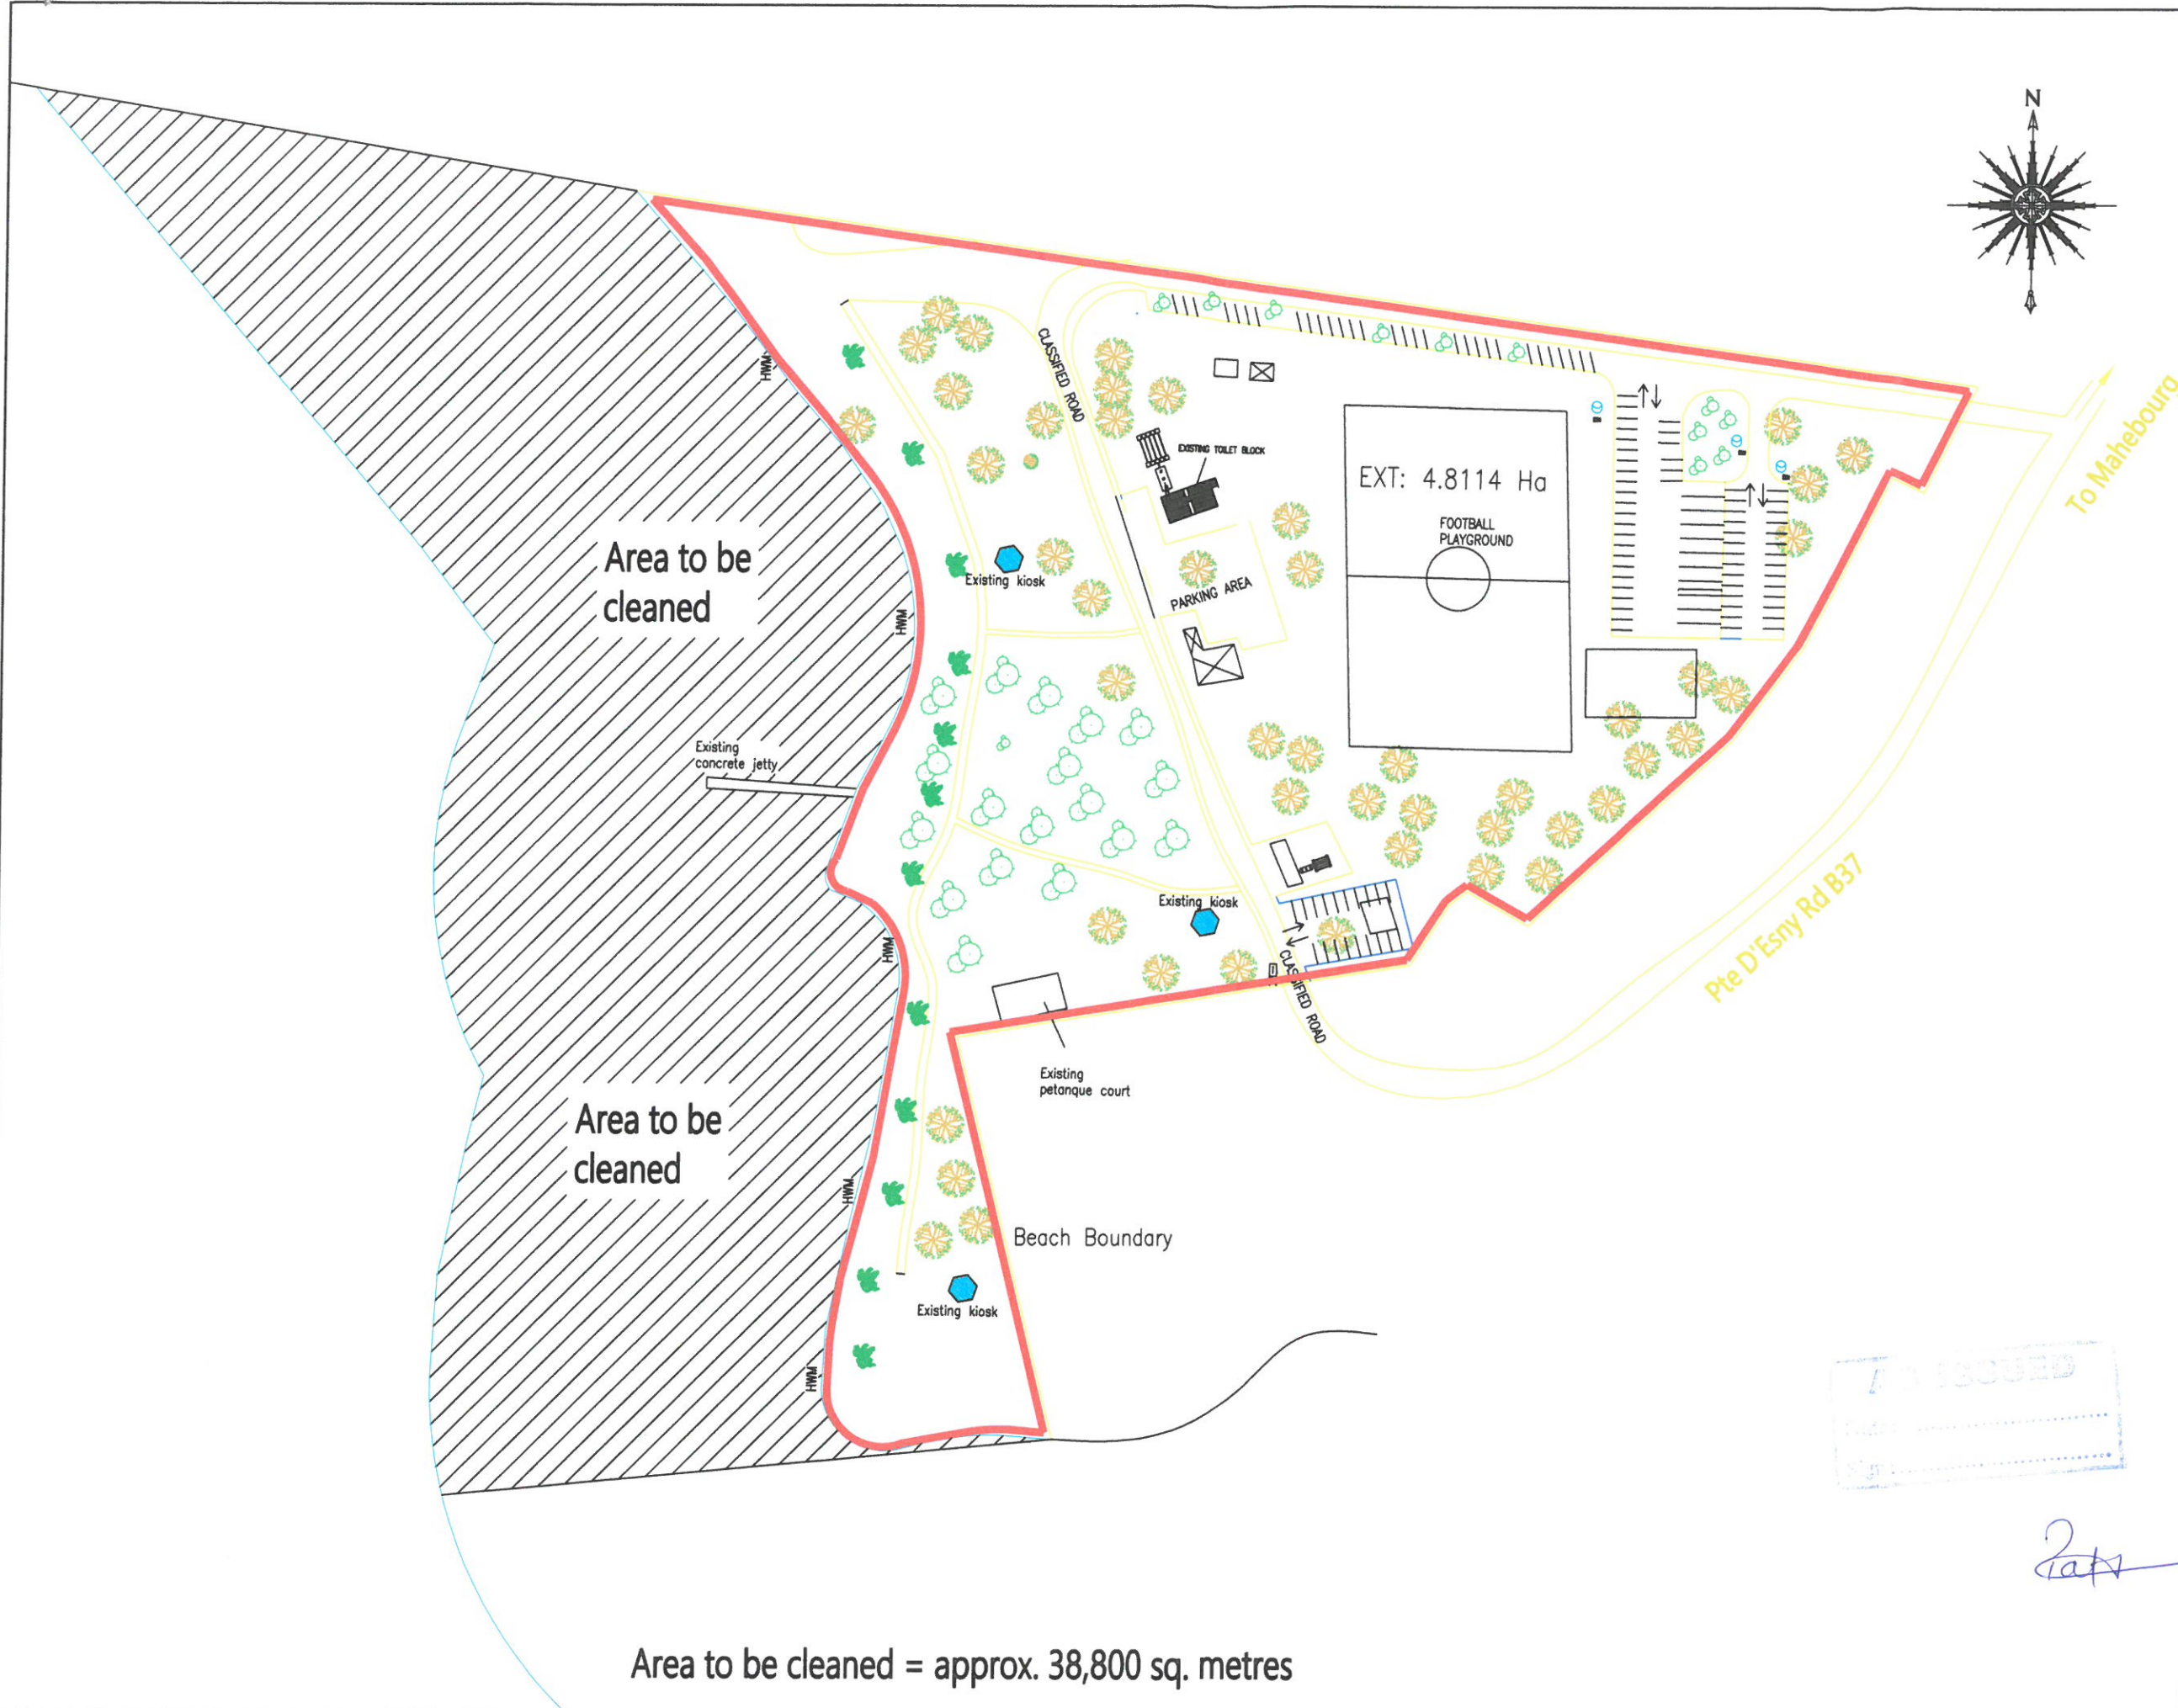 N
To Mahebourg
HWM
CLASSIFIED ROAD
EXISTING TOILET BLOCK
EXT: 4.8114 Ha
FOOTBALL
PLAYGROUND
Area to be
cleaned
Existing kiosk
PARKING AREA
HWM
Existing
concrete jetty
Pte D'Esny Rd B37
Existing kiosk
HWM
CLASSIFIED ROAD
Existing
petanque court
Area to be
cleaned
HWM
Beach Boundary
Existing kiosk
HWM
Area to be cleaned = approx. 38,800 sq. metres